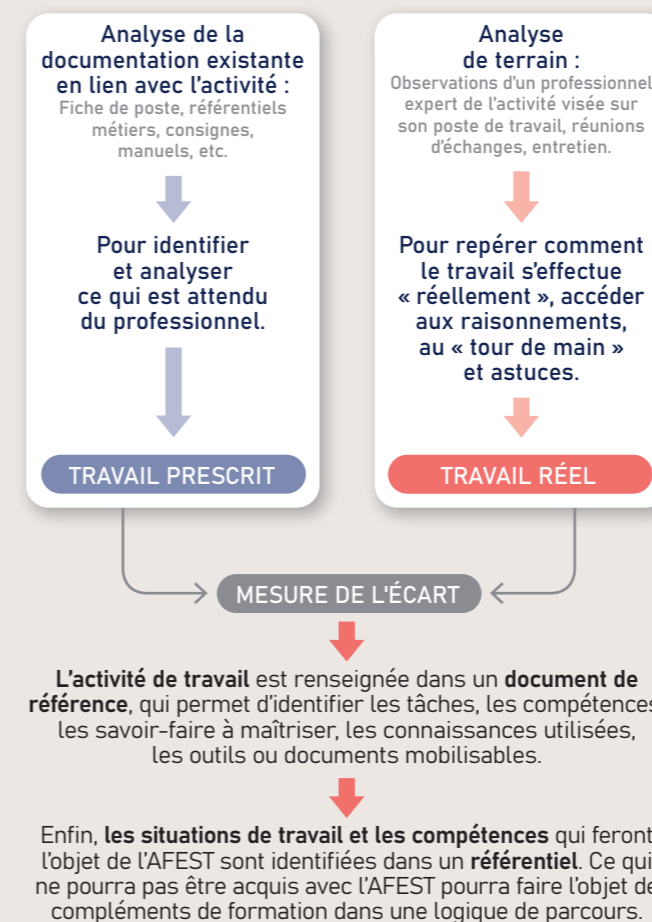 Analyse de la
documentation existante
en lien avec l'activité :
Fiche de poste, référentiels
métiers, consignes,
manuels, etc.
Pour identifier
et analyser
ce qui est attendu
du professionnel.
TRAVAIL PRESCRIT
Analyse
de terrain :
Observations d'un professionnel
expert de l'activité visée sur
son poste de travail, réunions
d'échanges, entretien.
Pour repérer comment
le travail s'effectue
« réellement », accéder
aux raisonnements,
au « tour de main »
et astuces.
TRAVAIL RÉEL
MESURE DE L'ÉCART
L'activité de travail est renseignée dans un document de
référence, qui permet d'identifier les tâches, les compétences
les savoir-faire à maîtriser, les connaissances utilisées,
les outils ou documents mobilisables.
Enfin, les situations de travail et les compétences qui feront
l'objet de l'AFEST sont identifiées dans un référentiel. Ce qui
ne pourra pas être acquis avec l'AFEST pourra faire l'objet de
compléments de formation dans une logique de parcours.